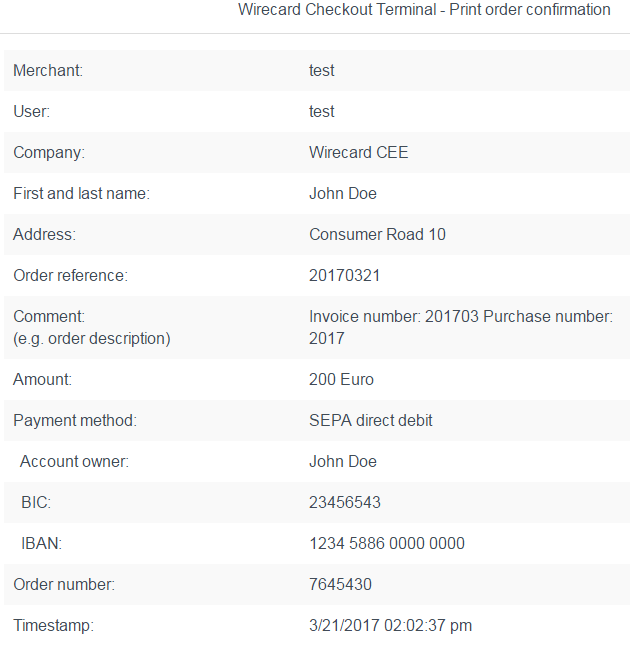 Wirecard Checkout Terminal - Print order confirmation
Merchant: test
User: test
Company: Wirecard CEE
First and last name: John Doe
Address: Consumer Road 10
Order reference: 20170321
Comment: Invoice number: 201703 Purchase number:
(e.g. order description) 2017
Amount: 200 Euro
Payment method: SEPA direct debit
Account owner: John Doe
BIC: 23456543
IBAN: 1234 5886 0000 0000
Order number: 7645430
Timestamp: 3/21/2017 02:02:37 pm